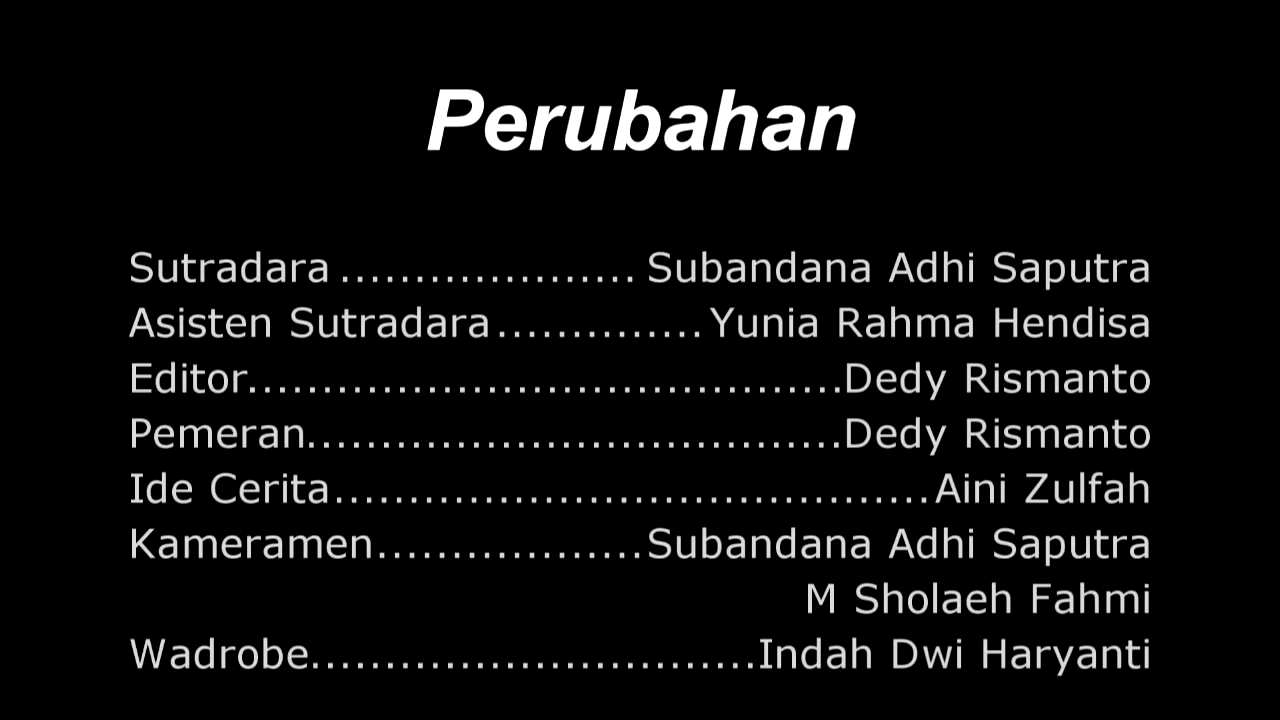 Perubahan
Sutradara .................... Subandana Adhi Saputra
Asisten Sutradara.............. Yunia Rahma Hendisa
Editor........................................Dedy Rismanto
Pemeran....................................Dedy Rismanto
Ide Cerita........................................Aini Zulfah
Kameramen..................Subandana Adhi Saputra
M Sholaeh Fahmi
Wadrobe..............................Indah Dwi Haryanti